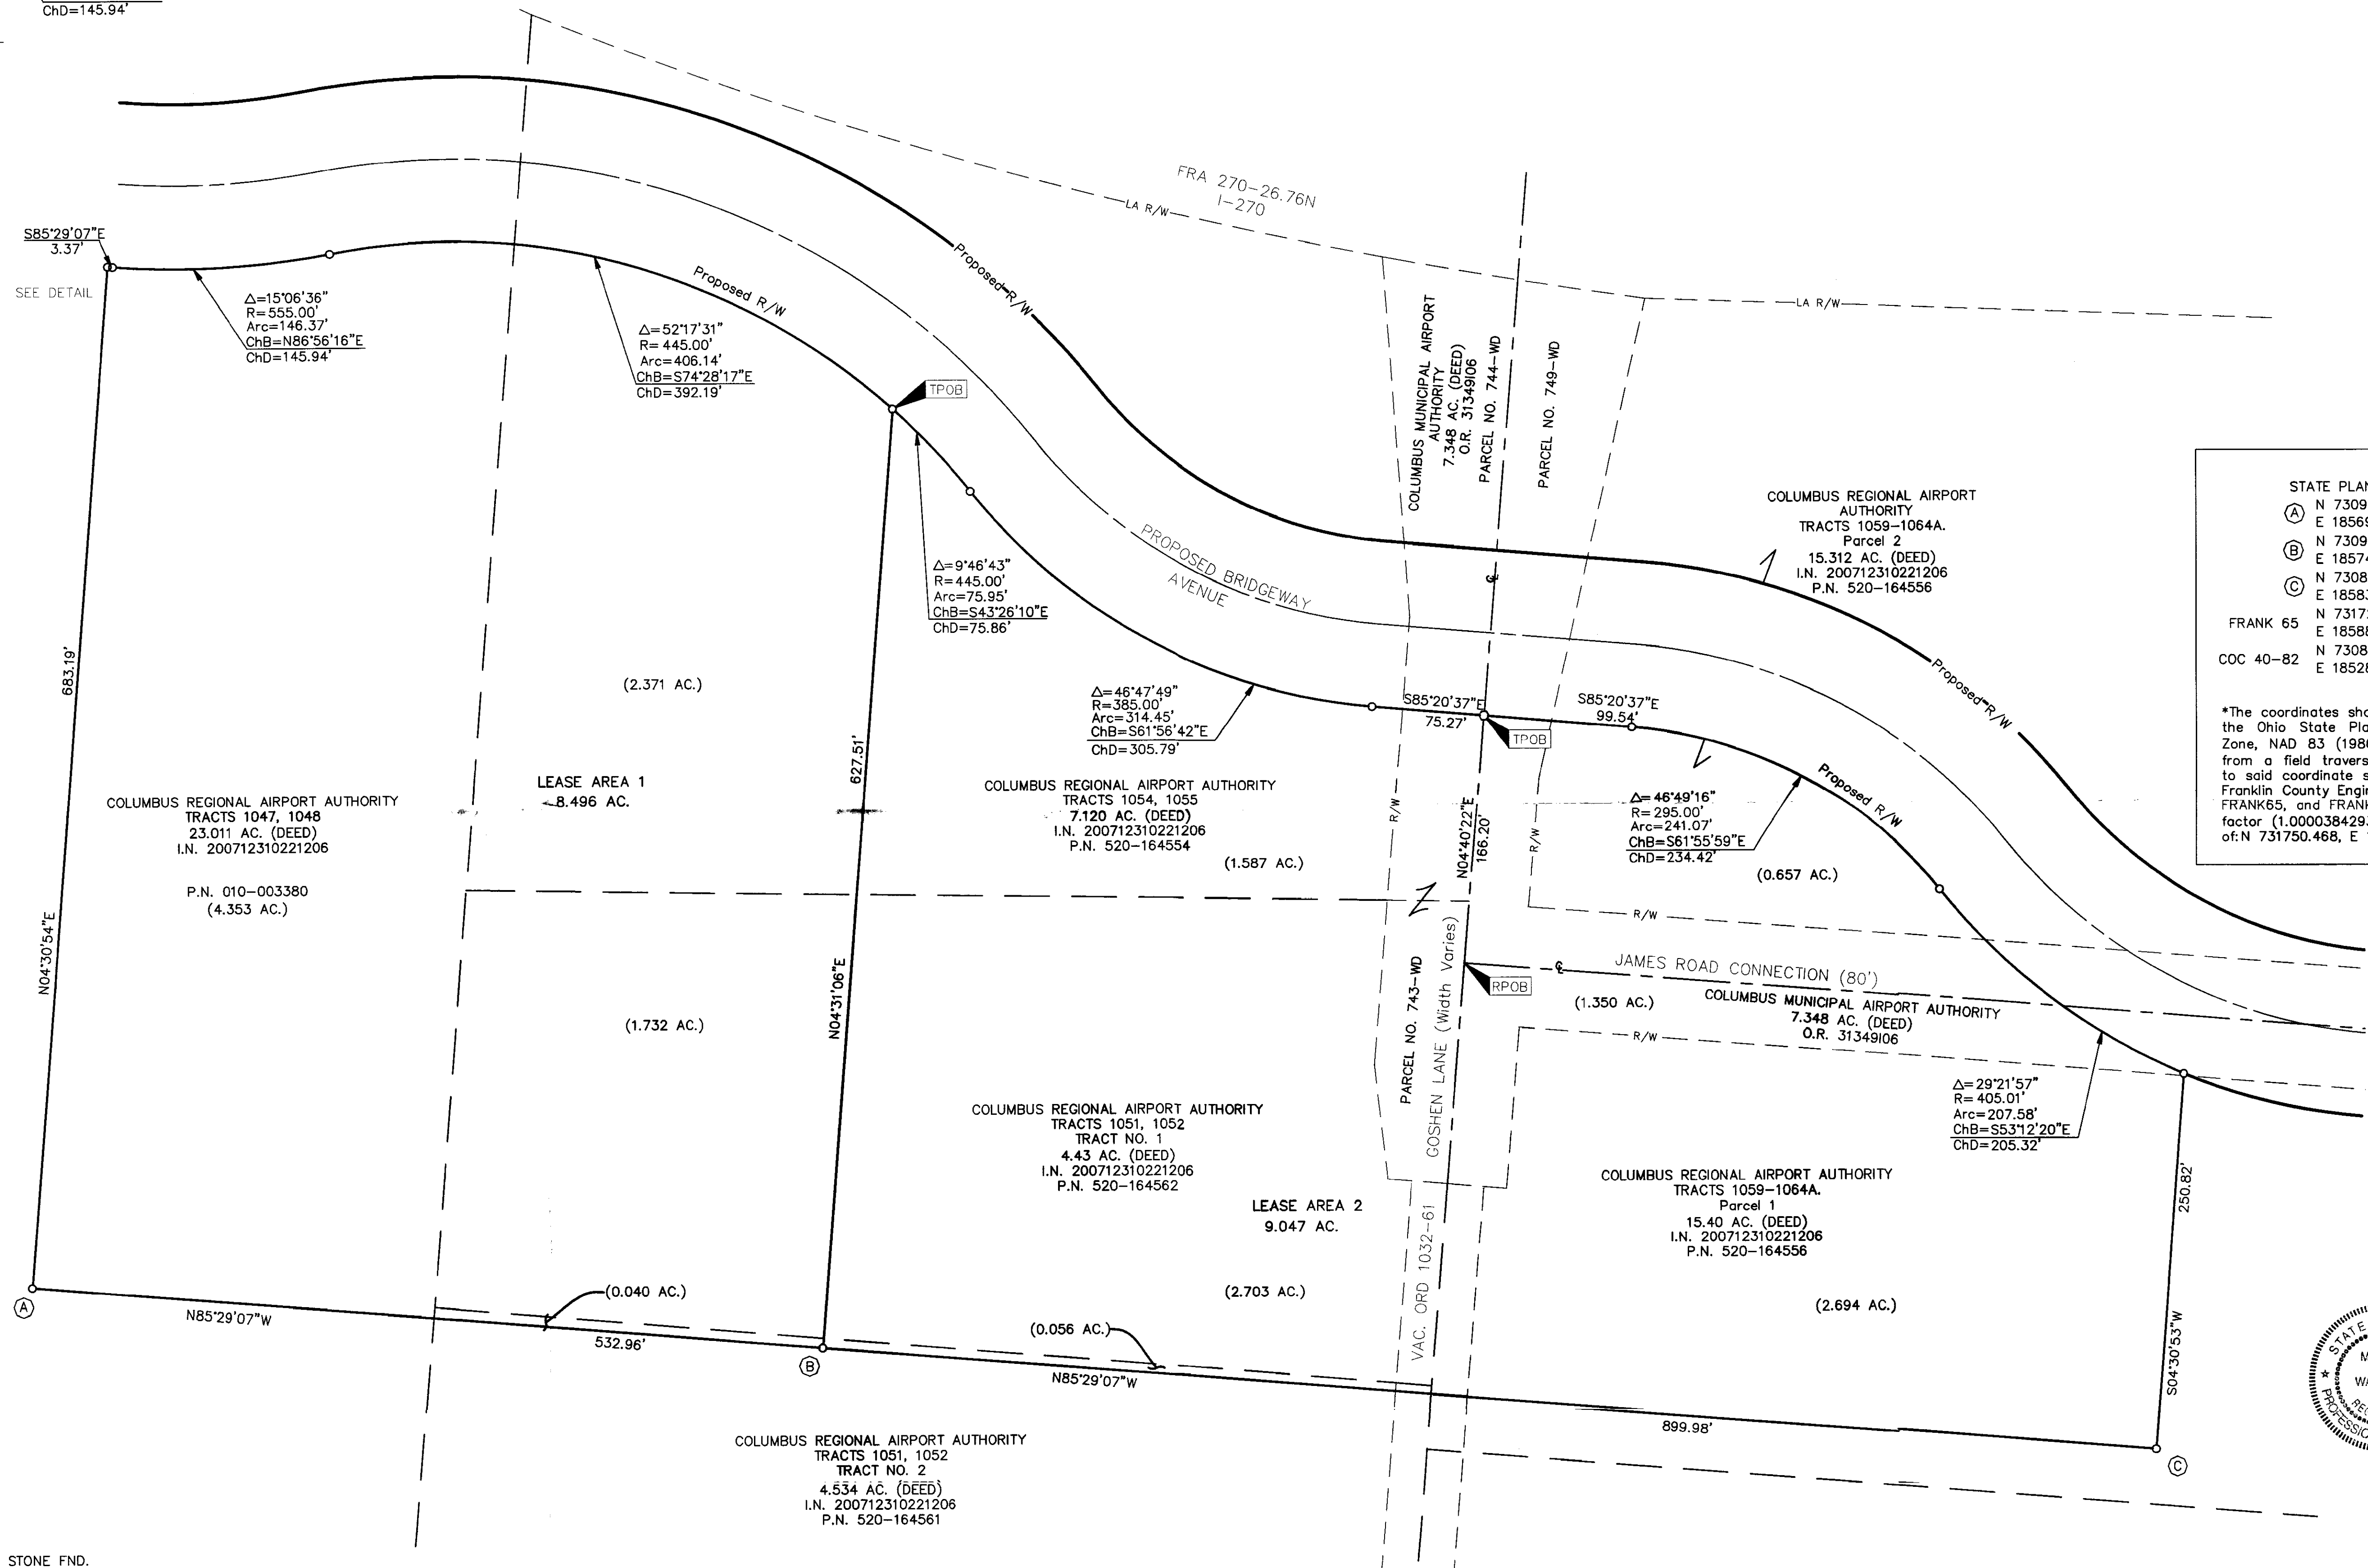 ChD=145.94'
S85°29'07"E
3.37'
SEE DETAIL
Δ=15°06'36"
R=555.00'
Arc=146.37'
ChB=N86°56'16"E
ChD=145.94'
Δ=52°17'31"
R=445.00'
Arc=406.14'
ChB=S74°28'17"E
ChD=392.19'
Proposed R/W
Proposed R/W
TPOB
FRA 270-26.76N
I-270
LA R/W
LA R/W
COLUMBUS MUNICIPAL AIRPORT
AUTHORITY
7.348 AC. (DEED)
O.R. 31349I06
PARCEL NO. 744-WD
PARCEL NO. 749-WD
COLUMBUS REGIONAL AIRPORT
AUTHORITY
TRACTS 1059-1064A.
Parcel 2
15.312 AC. (DEED)
I.N. 200712310221206
P.N. 520-164556
STATE PLAN
A N 7309
E 18569
B N 7309
E 18574
C N 7308
E 18583
FRANK 65 N 7317
E 18588
COC 40-82 N 7308
E 18528
*The coordinates sho
the Ohio State Pla
Zone, NAD 83 (198
from a field travers
to said coordinate s
Franklin County Engi
FRANK65, and FRANK
factor (1.0000384293
of: N 731750.468, E
PROPOSED BRIDGEWAY
AVENUE
Δ=9°46'43"
R=445.00'
Arc=75.95'
ChB=S43°26'10"E
ChD=75.86'
Δ=46°47'49"
R=385.00'
Arc=314.45'
ChB=S61°56'42"E
ChD=305.79'
S85°20'37"E
75.27'
S85°20'37"E
99.54'
TPOB
Proposed R/W
Proposed R/W
Δ=46°49'16"
R=295.00'
Arc=241.07'
ChB=S61°55'59"E
ChD=234.42'
(0.657 AC.)
683.19'
N04°30'54"E
(2.371 AC.)
627.51'
N04°31'06"E
LEASE AREA 1
8.496 AC.
COLUMBUS REGIONAL AIRPORT AUTHORITY
TRACTS 1047, 1048
23.011 AC. (DEED)
I.N. 200712310221206
P.N. 010-003380
(4.353 AC.)
COLUMBUS REGIONAL AIRPORT AUTHORITY
TRACTS 1054, 1055
7.120 AC. (DEED)
I.N. 200712310221206
P.N. 520-164554
(1.587 AC.)
R/W
N04°40'22"E
166.20'
R/W
R/W
JAMES ROAD CONNECTION (80')
RPOB
(1.350 AC.)
COLUMBUS MUNICIPAL AIRPORT AUTHORITY
7.348 AC. (DEED)
O.R. 31349I06
R/W
PARCEL NO. 743-WD
GOSHEN LANE (Width Varies)
VAC. ORD 1032-61
(1.732 AC.)
COLUMBUS REGIONAL AIRPORT AUTHORITY
TRACTS 1051, 1052
TRACT NO. 1
4.43 AC. (DEED)
I.N. 200712310221206
P.N. 520-164562
LEASE AREA 2
9.047 AC.
(2.703 AC.)
Δ=29°21'57"
R=405.01'
Arc=207.58'
ChB=S53°12'20"E
ChD=205.32'
COLUMBUS REGIONAL AIRPORT AUTHORITY
TRACTS 1059-1064A.
Parcel 1
15.40 AC. (DEED)
I.N. 200712310221206
P.N. 520-164556
(2.694 AC.)
250.82'
S04°30'53"W
A
N85°29'07"W
532.96'
(0.040 AC.)
B
(0.056 AC.)
N85°29'07"W
899.98'
C
COLUMBUS REGIONAL AIRPORT AUTHORITY
TRACTS 1051, 1052
TRACT NO. 2
4.534 AC. (DEED)
I.N. 200712310221206
P.N. 520-164561
STONE FND.
STATE
M
WA
REG
PROFESSIO